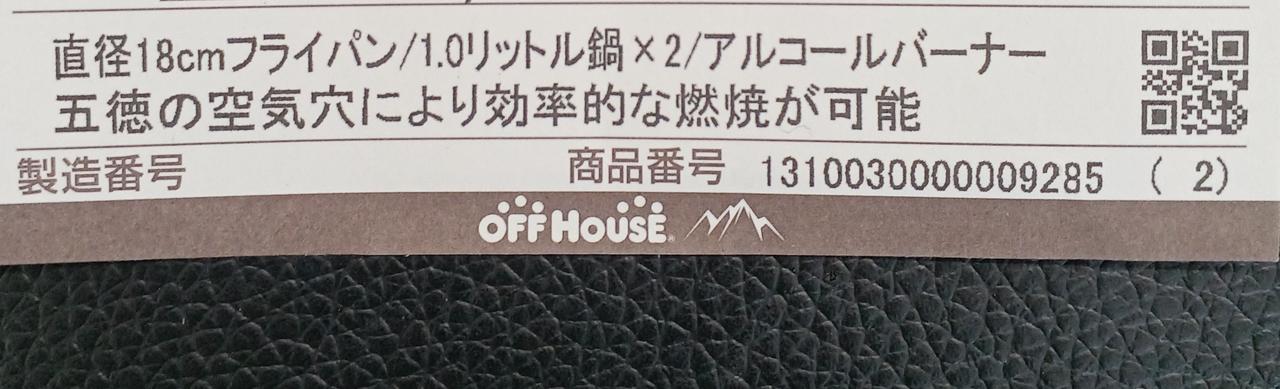 直径18cmフライパン/1.0リットル鍋×2/アルコールバーナー
五徳の空気穴により効率的な燃焼が可能
製造番号 商品番号 1310030000009285 ( 2)
OFF HOUSE